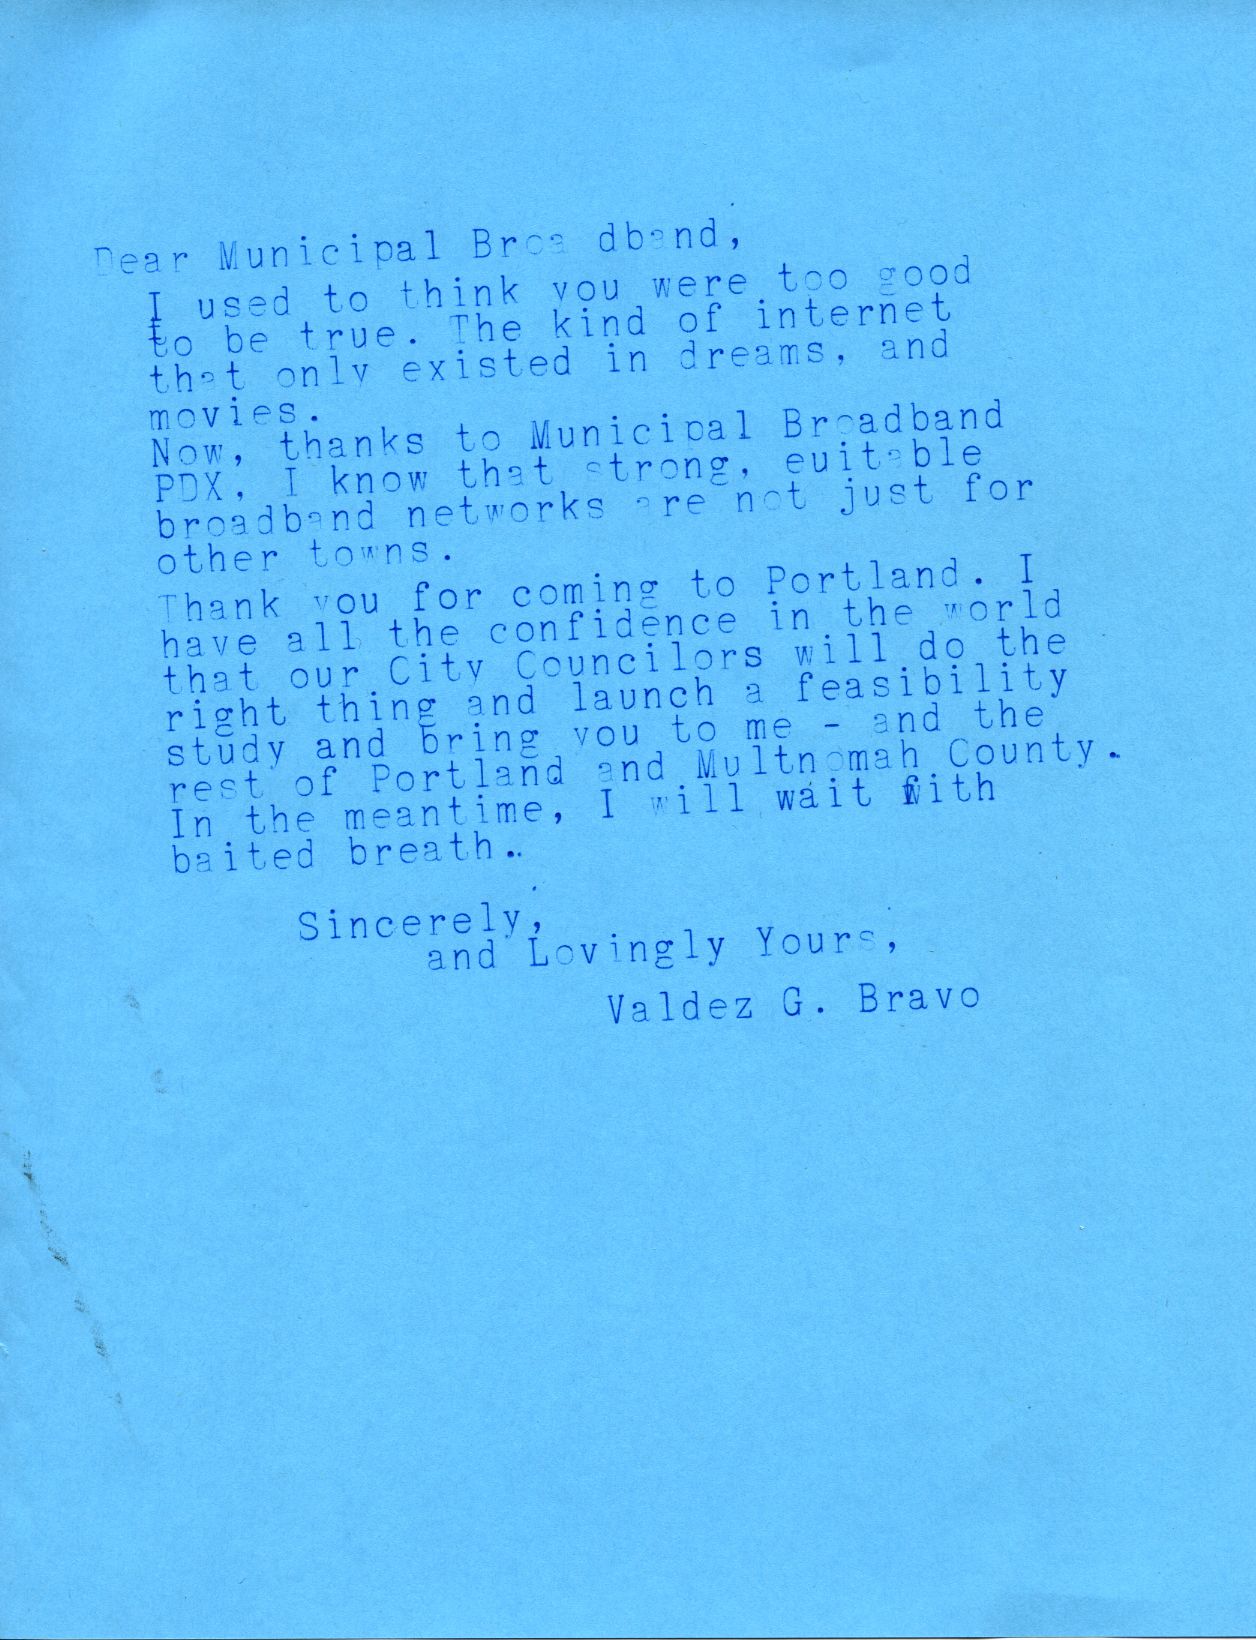 Dear Municipal Broa dband,
I used to think you were too good
to be true. The kind of internet
that only existed in dreams, and
movies.
Now, thanks to Municipal Broadband
PDX, I know that strong, euitable
broadband networks are not just for
other towns.
Thank you for coming to Portland. I
have all the confidence in the world
that our City Councilors will do the
right thing and launch a feasibility
study and bring you to me - and the
rest of Portland and Multnomah County.
In the meantime, I will wait with
baited breath..
Sincerely,
and Lovingly Yours,
Valdez G. Bravo